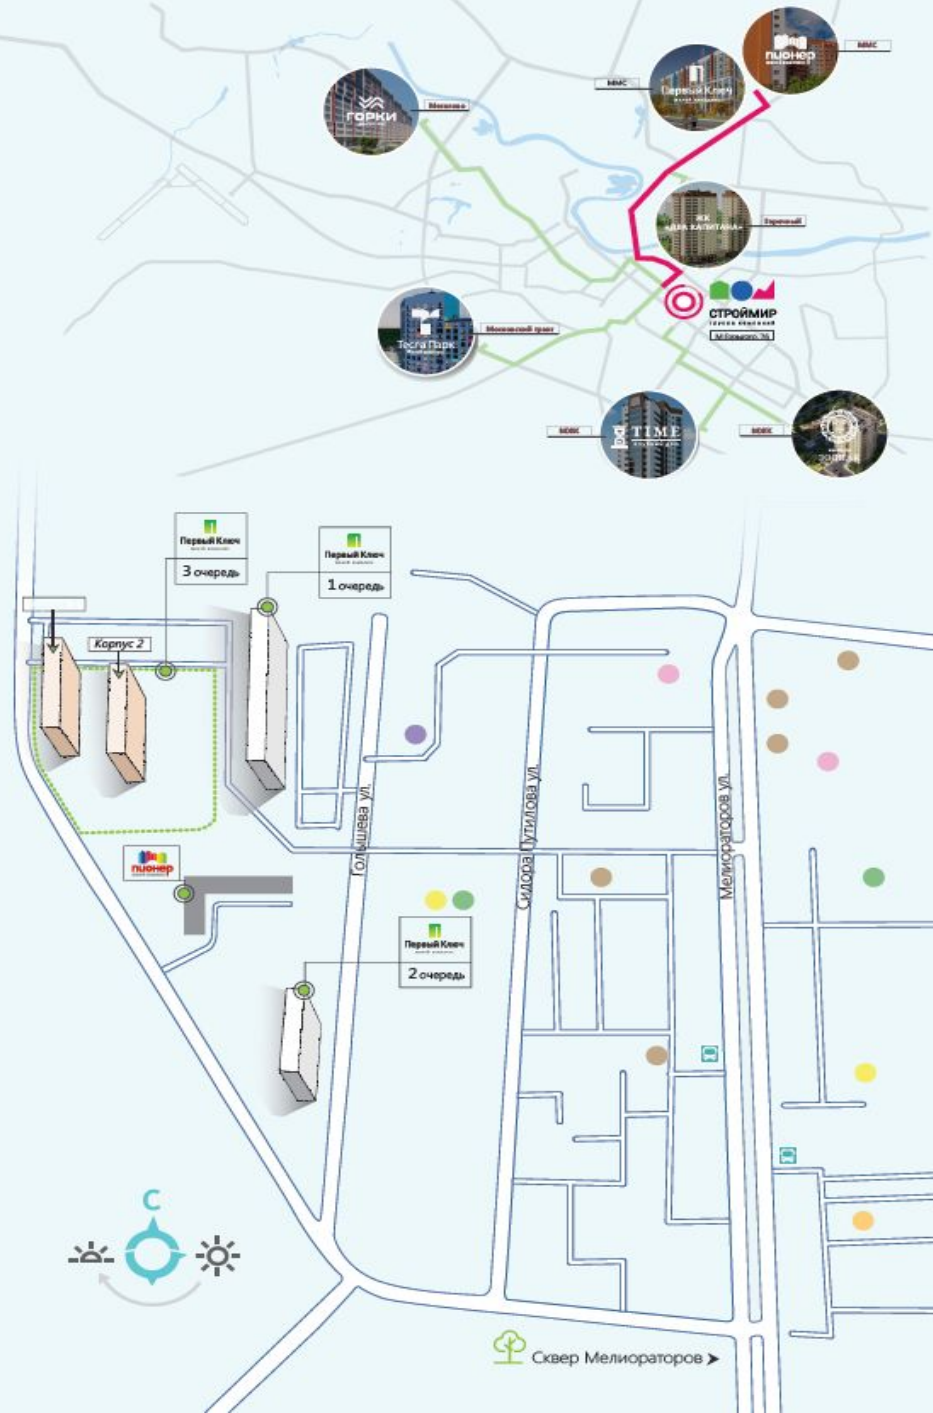 ММС
пионер
ММС
Первый Ключ
ГОРКИ
ЖК
«ДВА КАПИТАНА»
Заречный
СТРОЙМИР
группа компаний
М.Горького, 76
Тесла Парк
Московский тракт
TIME
Первый Ключ
3 очередь
Первый Ключ
1 очередь
Корпус 2
Голышева ул.
Сидора Путилова ул.
Мелиораторов ул.
пионер
Первый Ключ
2 очередь
С
Сквер Мелиораторов